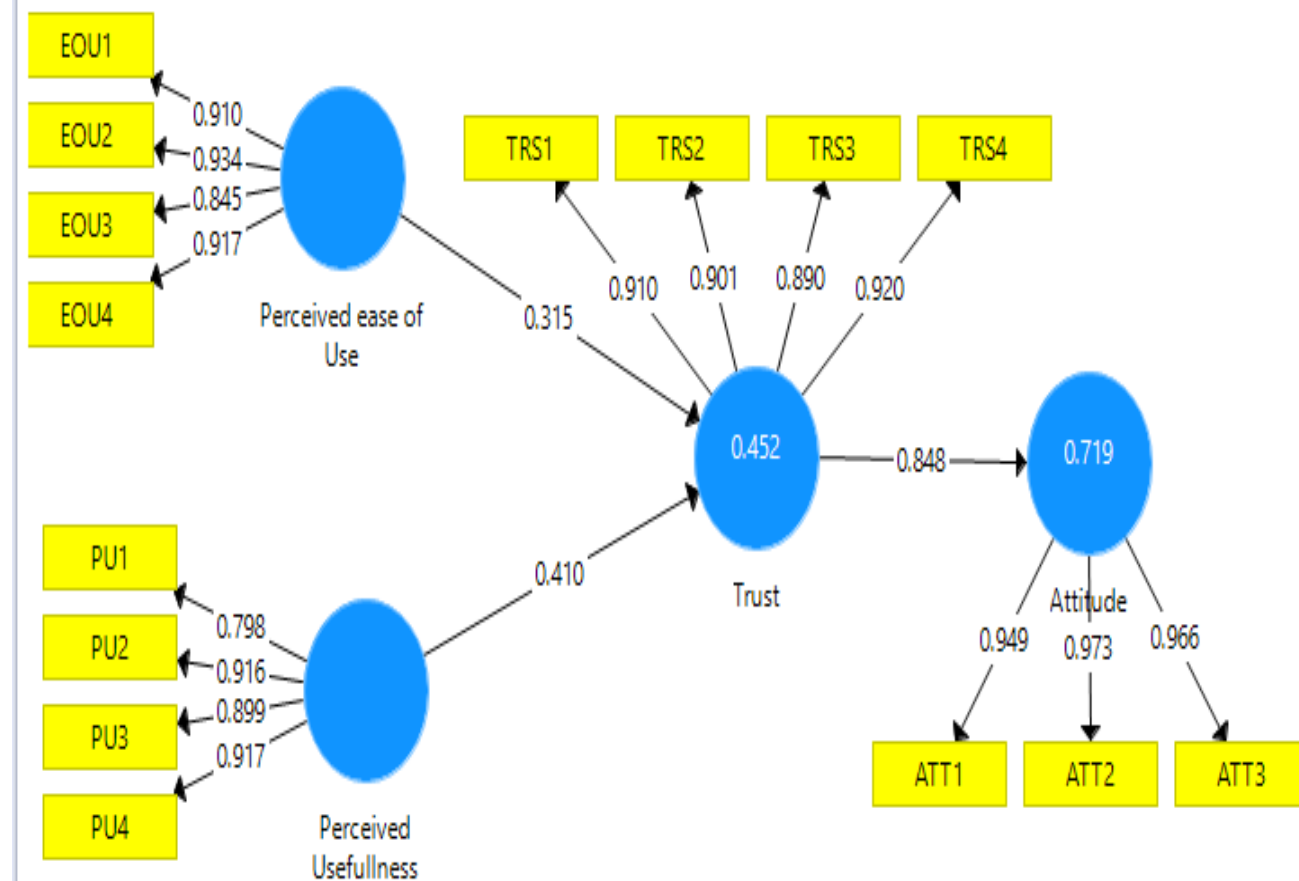 EOU1
EOU2
EOU3
EOU4
0.910
0.934
0.845
0.917
Perceived ease of
Use
TRS1 TRS2 TRS3 TRS4
0.910 0.901 0.890 0.920
0.315
0.452
Trust
0.848
0.719
Attitude
0.410
PU1
PU2
PU3
PU4
0.798
0.916
0.899
0.917
Perceived
Usefullness
0.949 0.973 0.966
ATT1 ATT2 ATT3